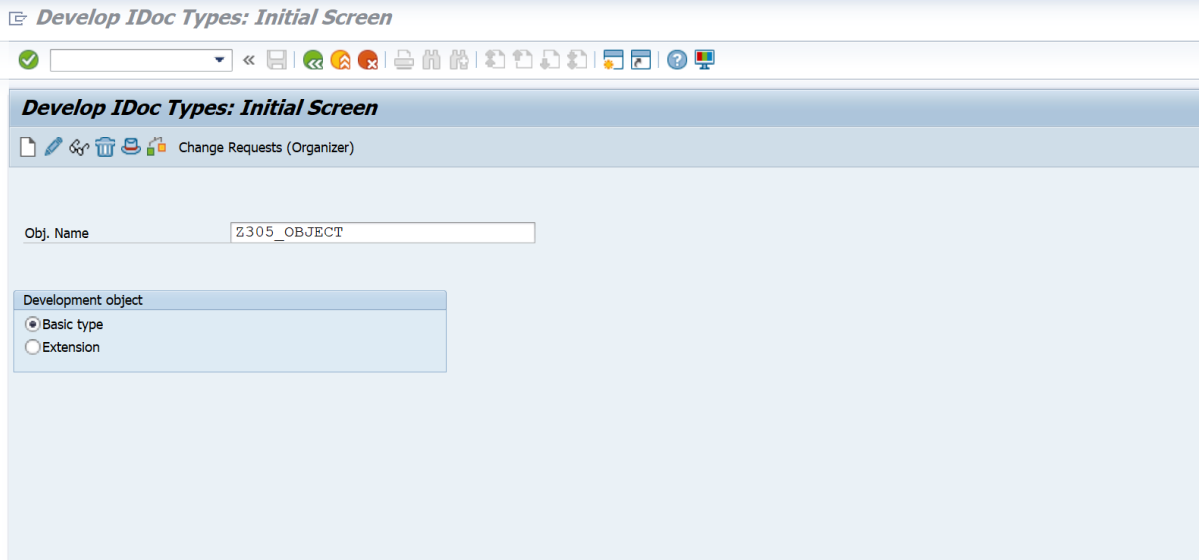 Develop IDoc Types: Initial Screen
Develop IDoc Types: Initial Screen
Change Requests (Organizer)
Obj. Name Z305_OBJECT
Development object
Basic type
Extension